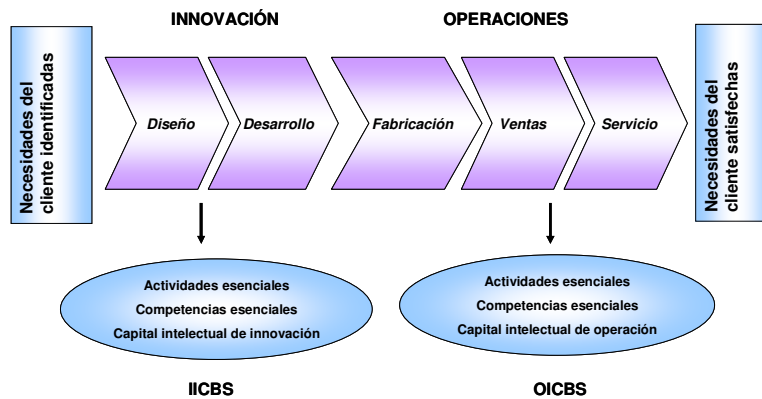 INNOVACIÓN
OPERACIONES
Necesidades del
cliente identificadas
Diseño
Desarrollo
Fabricación
Ventas
Servicio
Necesidades del
cliente satisfechas
Actividades esenciales
Competencias esenciales
Capital intelectual de innovación
Actividades esenciales
Competencias esenciales
Capital intelectual de operación
IICBS
OICBS